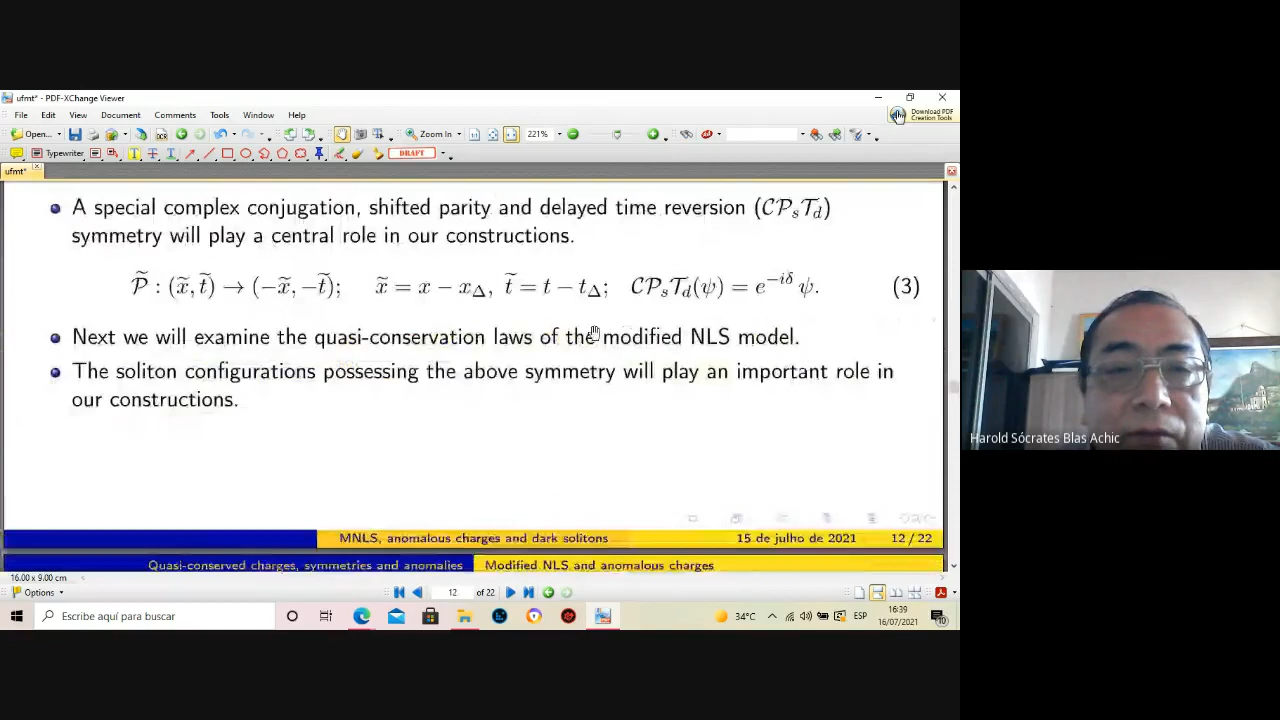 ufmt* - PDF-XChange Viewer
File Edit View Document Comments Tools Window Help
Download PDF
Creation Tools
Open... OCR Zoom In 221%
Typewriter DRAFT
ufmt*
A special complex conjugation, shifted parity and delayed time reversion (𝒞𝒫ₛ𝒯_d)
symmetry will play a central role in our constructions.
𝒫̃ : (x̃, t̃) → (−x̃, −t̃); x̃ = x − x_Δ, t̃ = t − t_Δ; 𝒞𝒫ₛ𝒯_d(ψ) = e^{−iδ} ψ. (3)
Next we will examine the quasi-conservation laws of the modified NLS model.
The soliton configurations possessing the above symmetry will play an important role in
our constructions.
MNLS, anomalous charges and dark solitons 15 de julho de 2021 12 / 22
Quasi-conserved charges, symmetries and anomalies Modified NLS and anomalous charges
16.00 x 9.00 cm
Options 12 of 22
Escribe aquí para buscar 34°C ESP 16:39
16/07/2021 10
Harold Sócrates Blas Achic